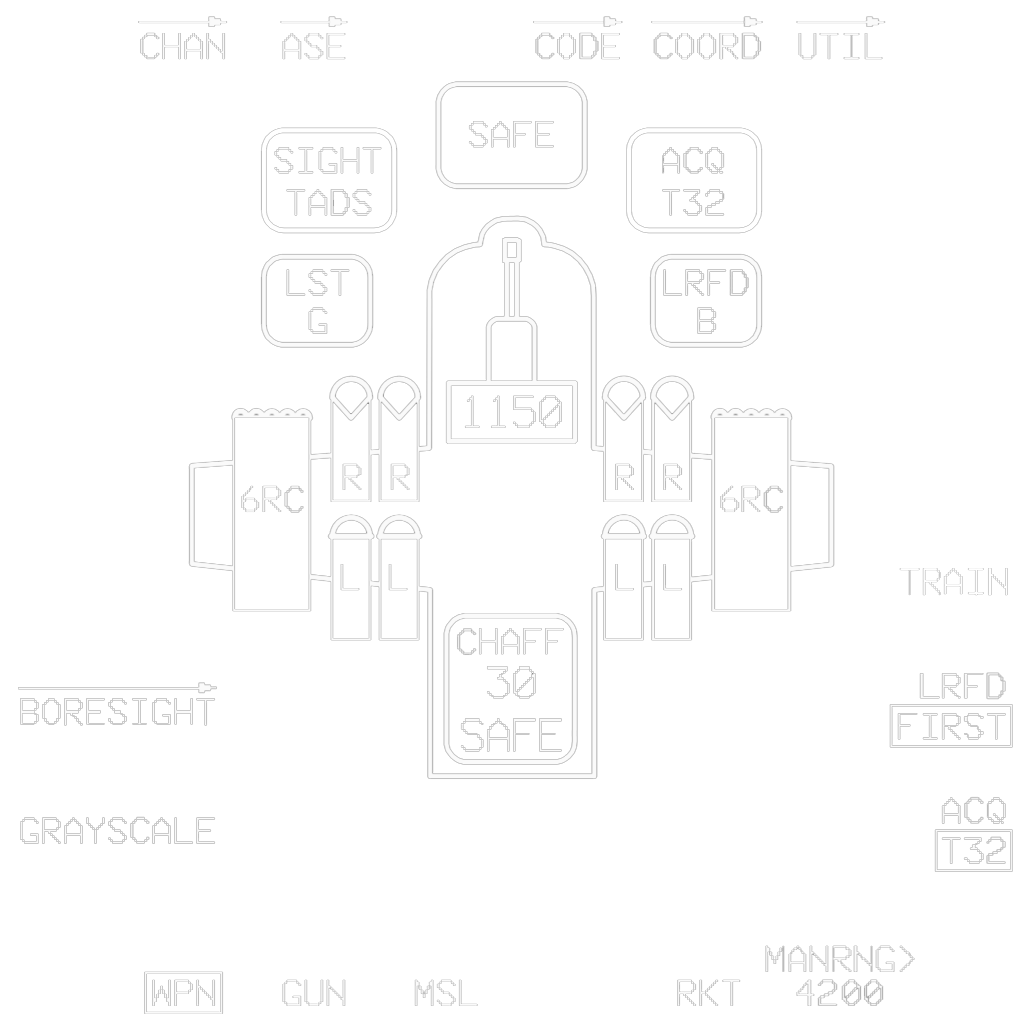 CHAN ASE CODE COORD UTIL
SAFE
SIGHT
TADS
ACQ
T32
LST
G
LRFD
B
1150
R R R R
6RC 6RC
L L L L
TRAIN
CHAFF
30
SAFE
BORESIGHT
LRFD
FIRST
GRAYSCALE
ACQ
T32
MANRNG>
WPN GUN MSL RKT 4200